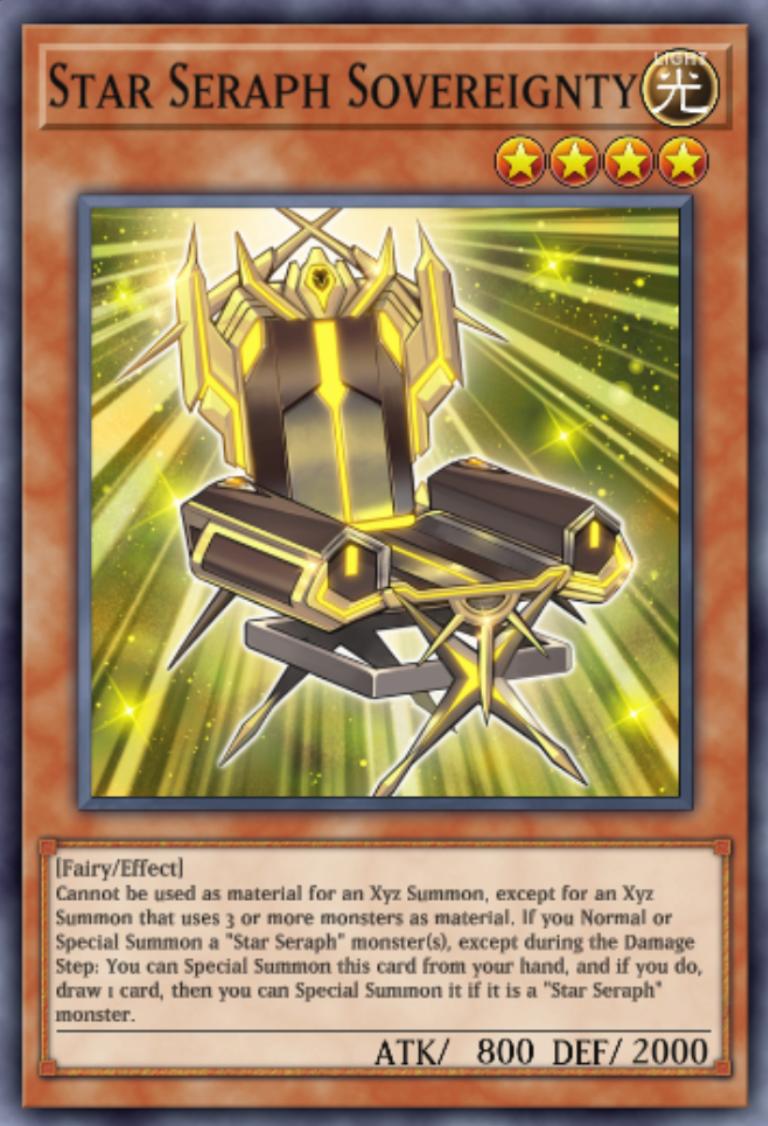 STAR SERAPH SOVEREIGNTY
LIGHT
光
[Fairy/Effect]
Cannot be used as material for an Xyz Summon, except for an Xyz
Summon that uses 3 or more monsters as material. If you Normal or
Special Summon a "Star Seraph" monster(s), except during the Damage
Step: You can Special Summon this card from your hand, and if you do,
draw 1 card, then you can Special Summon it if it is a "Star Seraph"
monster.
ATK/ 800 DEF/ 2000